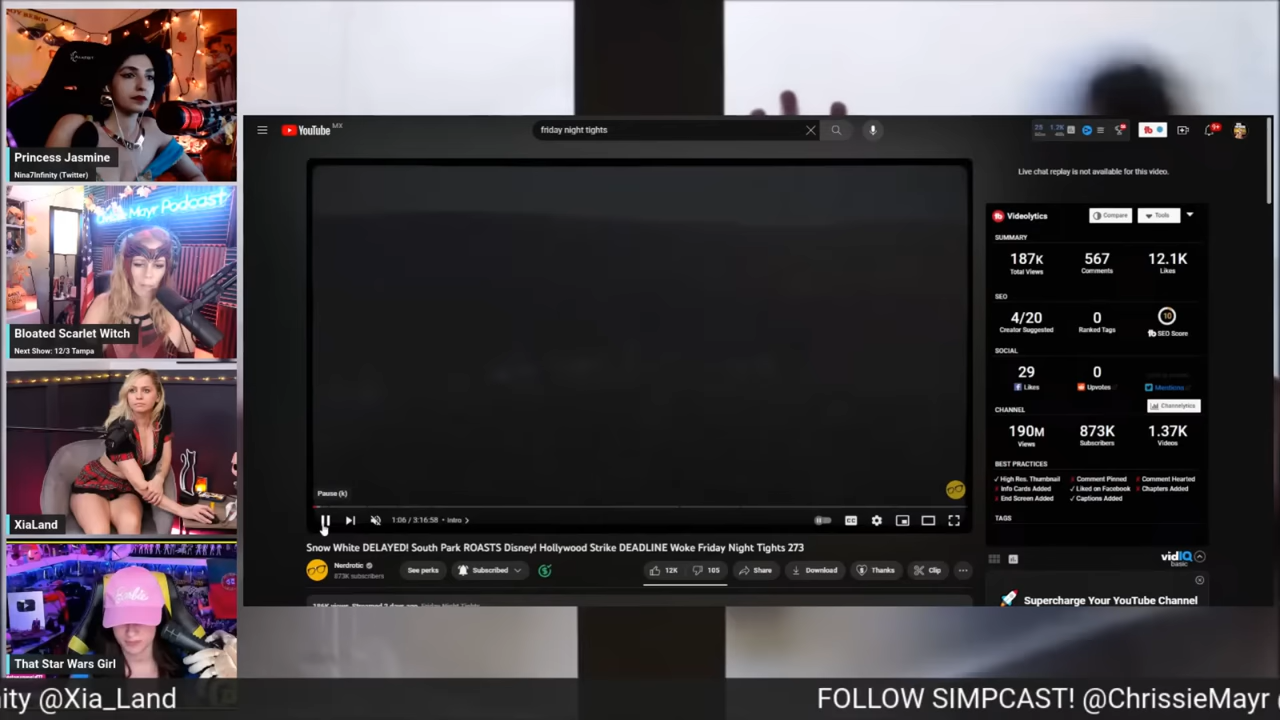 Princess Jasmine
Nina7Infinity (Twitter)
Chrissie Mayr Podcast
Bloated Scarlet Witch
Next Show: 12/3 Tampa
XiaLand
Barbie
That Star Wars Girl
YouTube MX
friday night tights
9+
Live chat replay is not available for this video.
Videolytics
Compare
Tools
SUMMARY
187K
567
12.1K
Total Views
Comments
Likes
SEO
4/20
0
10
Creator Suggested
Ranked Tags
SEO Score
SOCIAL
29
0
Likes
Upvotes
Mentions
Channelytics
CHANNEL
190M
873K
1.37K
Views
Subscribers
Videos
BEST PRACTICES
High Res. Thumbnail
Comment Pinned
Comment Hearted
Info Cards Added
Liked on Facebook
Chapters Added
End Screen Added
Captions Added
TAGS
vidIQ
basic
Supercharge Your YouTube Channel
Pause (k)
1:06 / 3:16:58 • Intro >
CC
Snow White DELAYED! South Park ROASTS Disney! Hollywood Strike DEADLINE Woke Friday Night Tights 273
Nerdrotic
873K subscribers
See perks
Subscribed
12K
105
Share
Download
Thanks
Clip
nity @Xia_Land
FOLLOW SIMPCAST! @ChrissieMayr